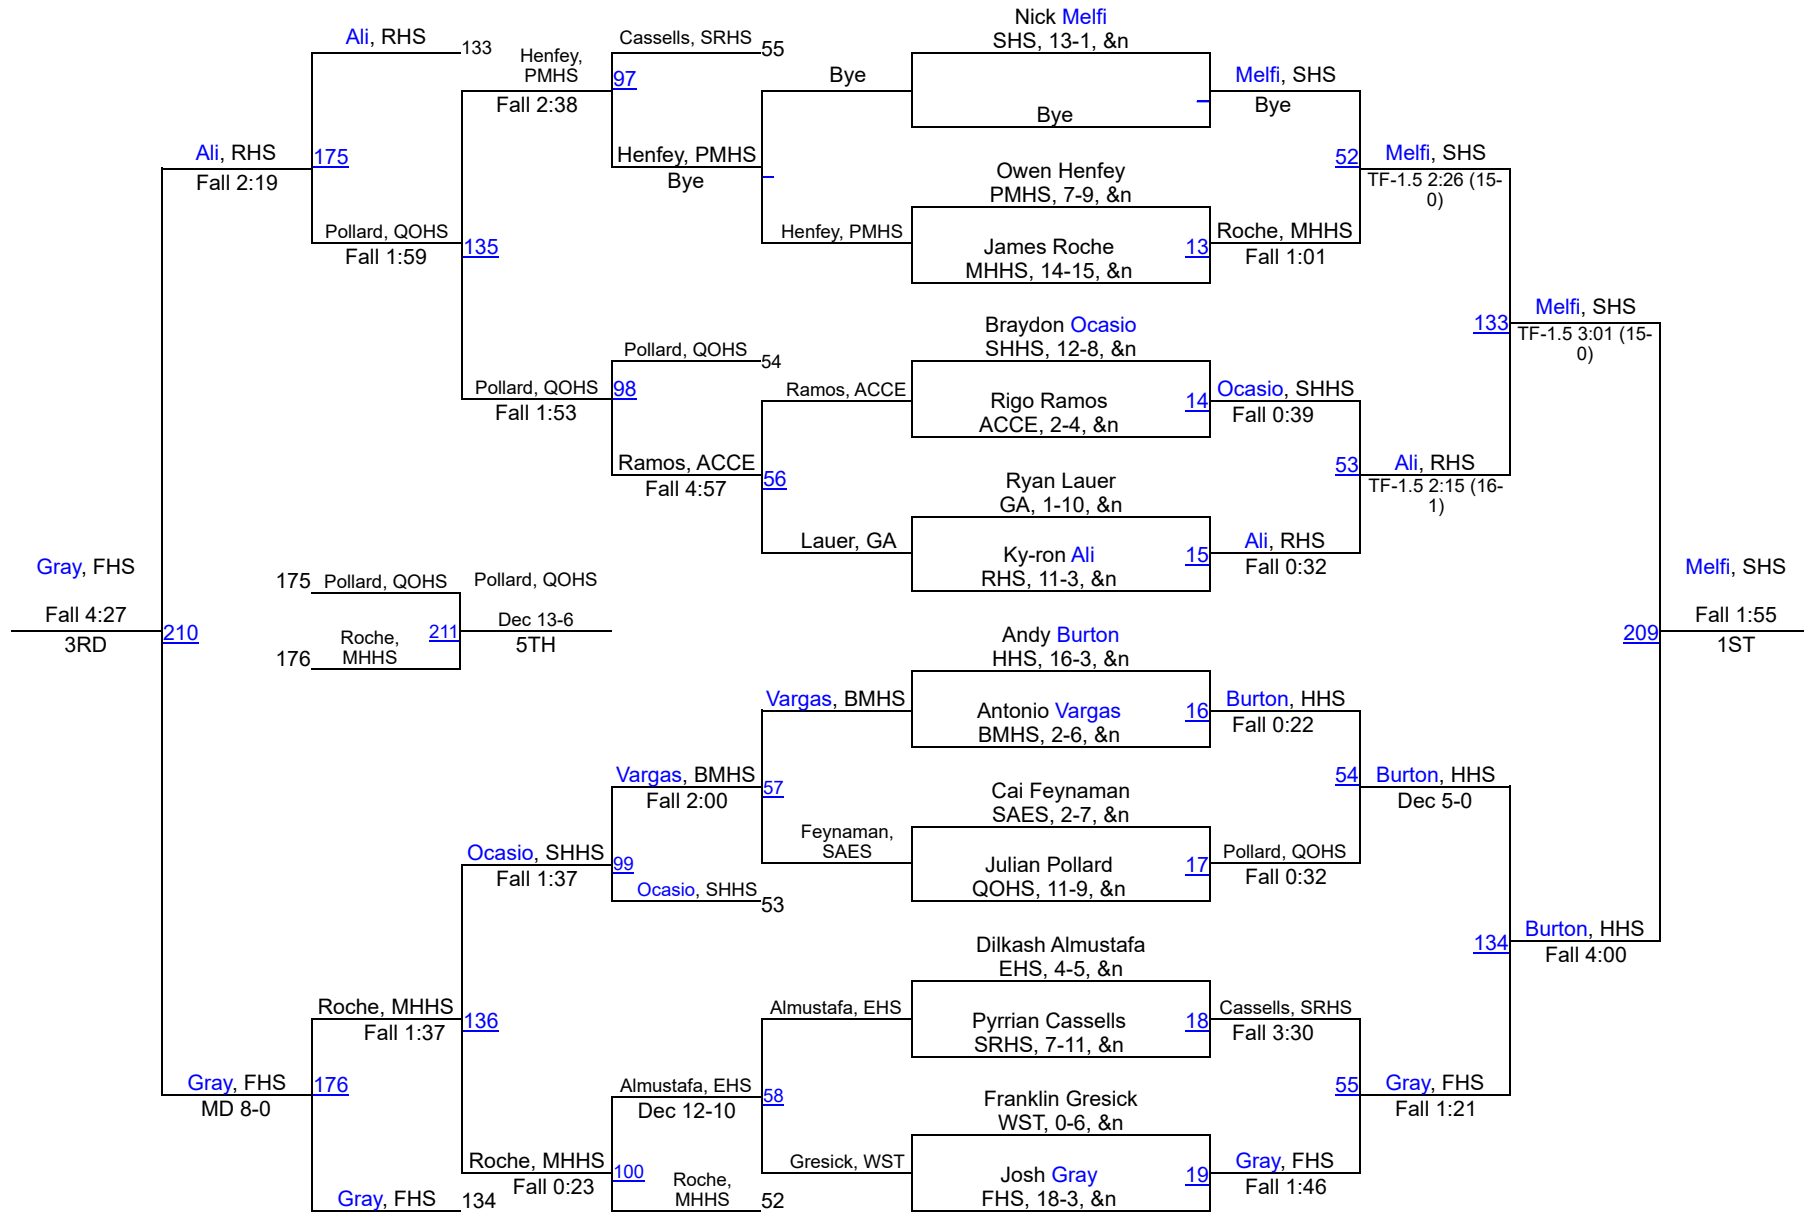 Nick Melfi
SHS, 13-1, &n
Ali, RHS
133
Henfey,
PMHS
Fall 2:38
Cassells, SRHS
55
97
Bye
Bye
Melfi, SHS
Bye
Ali, RHS
Fall 2:19
175
Henfey, PMHS
Bye
Owen Henfey
PMHS, 7-9, &n
52
Melfi, SHS
TF-1.5 2:26 (15-
0)
Pollard, QOHS
Fall 1:59
135
Henfey, PMHS
James Roche
MHHS, 14-15, &n
13
Roche, MHHS
Fall 1:01
Braydon Ocasio
SHHS, 12-8, &n
133
Melfi, SHS
TF-1.5 3:01 (15-
0)
Pollard, QOHS
54
Pollard, QOHS
Fall 1:53
98
Ramos, ACCE
Rigo Ramos
ACCE, 2-4, &n
14
Ocasio, SHHS
Fall 0:39
Ramos, ACCE
Fall 4:57
56
Ryan Lauer
GA, 1-10, &n
53
Ali, RHS
TF-1.5 2:15 (16-
1)
Lauer, GA
Ky-ron Ali
RHS, 11-3, &n
15
Ali, RHS
Fall 0:32
Gray, FHS
Fall 4:27
3RD
210
175
Pollard, QOHS
176
Roche,
MHHS
211
Pollard, QOHS
Dec 13-6
5TH
Melfi, SHS
Fall 1:55
1ST
209
Andy Burton
HHS, 16-3, &n
Vargas, BMHS
Antonio Vargas
BMHS, 2-6, &n
16
Burton, HHS
Fall 0:22
Vargas, BMHS
Fall 2:00
57
Cai Feynaman
SAES, 2-7, &n
54
Burton, HHS
Dec 5-0
Feynaman,
SAES
Julian Pollard
QOHS, 11-9, &n
17
Pollard, QOHS
Fall 0:32
Ocasio, SHHS
Fall 1:37
99
Ocasio, SHHS
53
Dilkash Almustafa
EHS, 4-5, &n
134
Burton, HHS
Fall 4:00
Roche, MHHS
Fall 1:37
136
Almustafa, EHS
Pyrrian Cassells
SRHS, 7-11, &n
18
Cassells, SRHS
Fall 3:30
Gray, FHS
MD 8-0
176
Almustafa, EHS
Dec 12-10
58
Franklin Gresick
WST, 0-6, &n
55
Gray, FHS
Fall 1:21
Roche, MHHS
Fall 0:23
100
Gresick, WST
Josh Gray
FHS, 18-3, &n
19
Gray, FHS
Fall 1:46
Gray, FHS
134
Roche,
MHHS
52